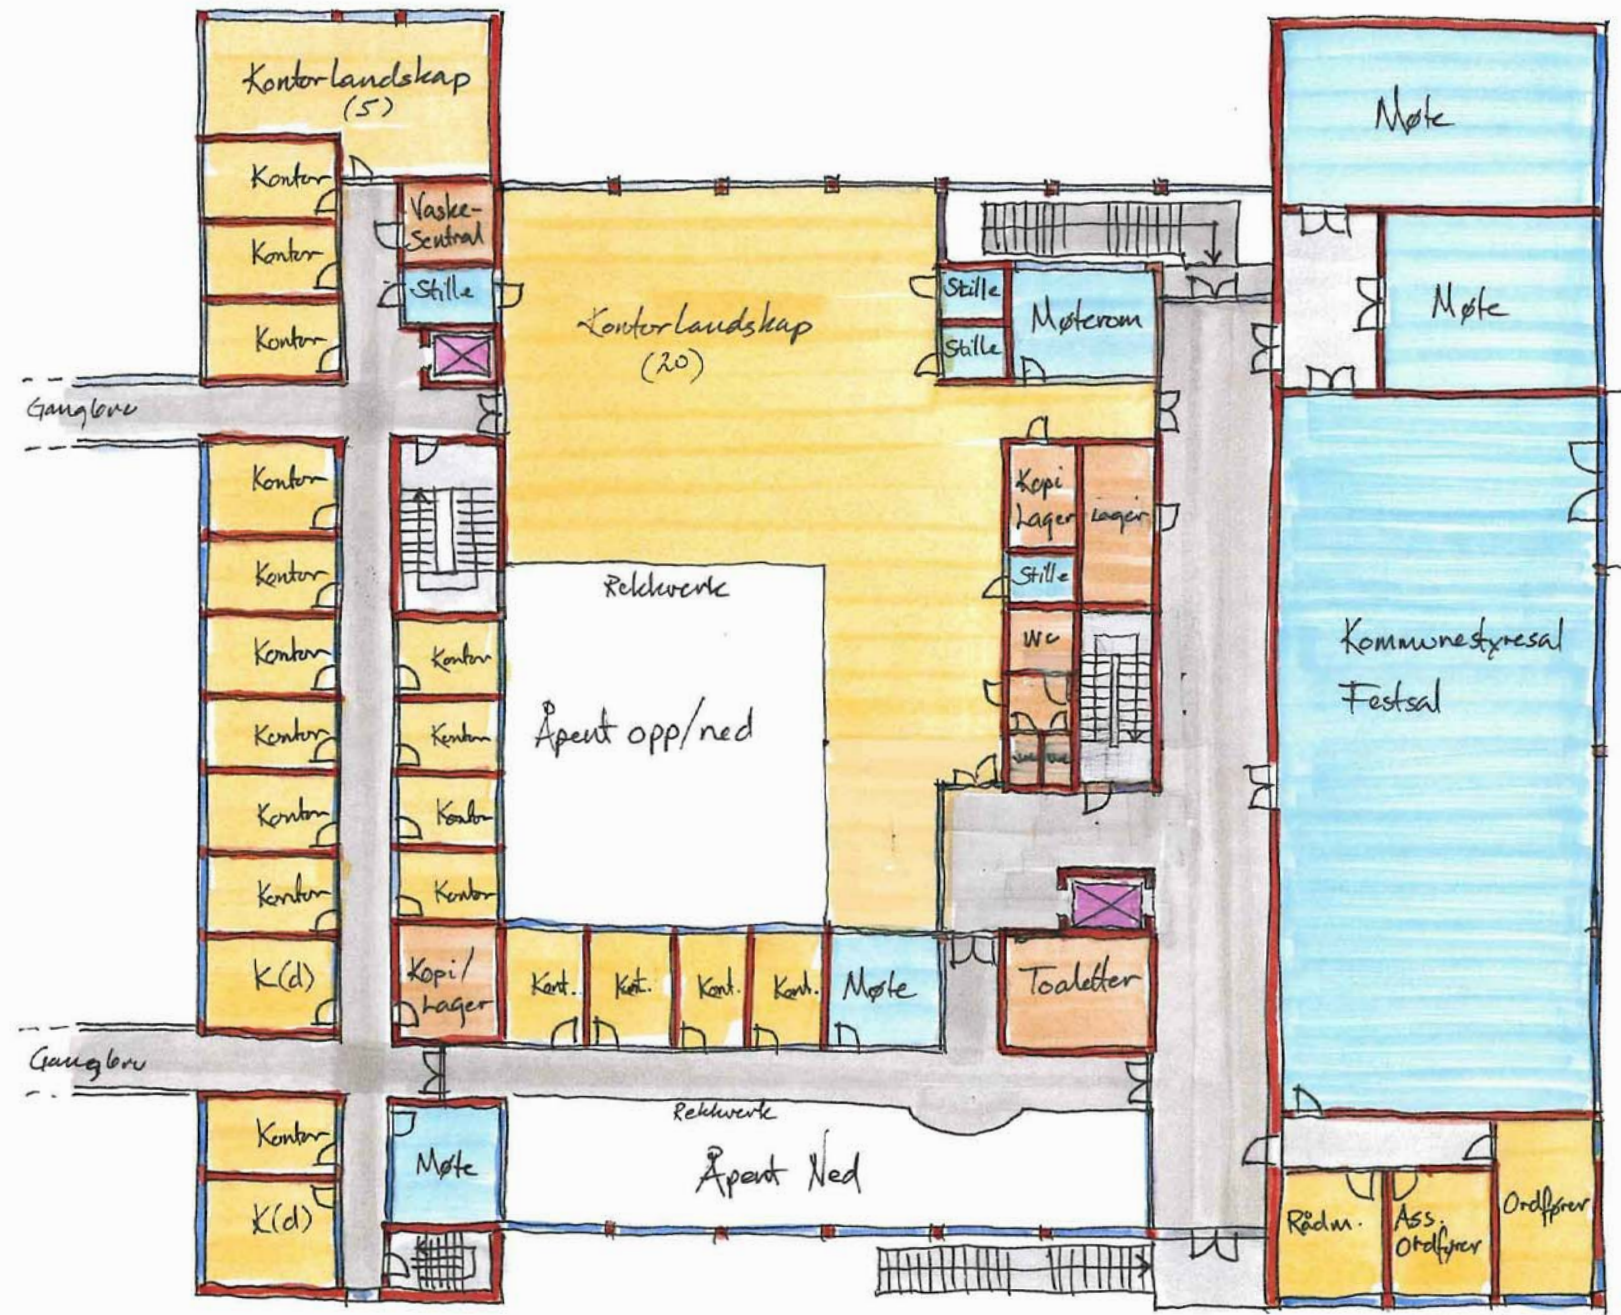 Kontorlandskap
(5)
Møte
Kontor
Vaske-
Sentral
Kontor
Stille
Stille
Møterom
Møte
Kontorlandskap
(20)
Kontor
Stille
Gangbru
Kontor
Kopi
Lager
Lager
Kontor
Stille
Rekkverk
Kontor
Kontor
WC
Kommunestyresal
Festsal
Kontor
Kontor
Åpent opp/ned
Kontor
Kontor
Kontor
Kontor
K(d)
Kopi/
Lager
Kont.
Kont.
Kont.
Kont.
Møte
Toaletter
Gangbru
Rekkverk
Kontor
Møte
Åpent Ned
K(d)
Rådm.
Ass.
Ordfører
Ordfører